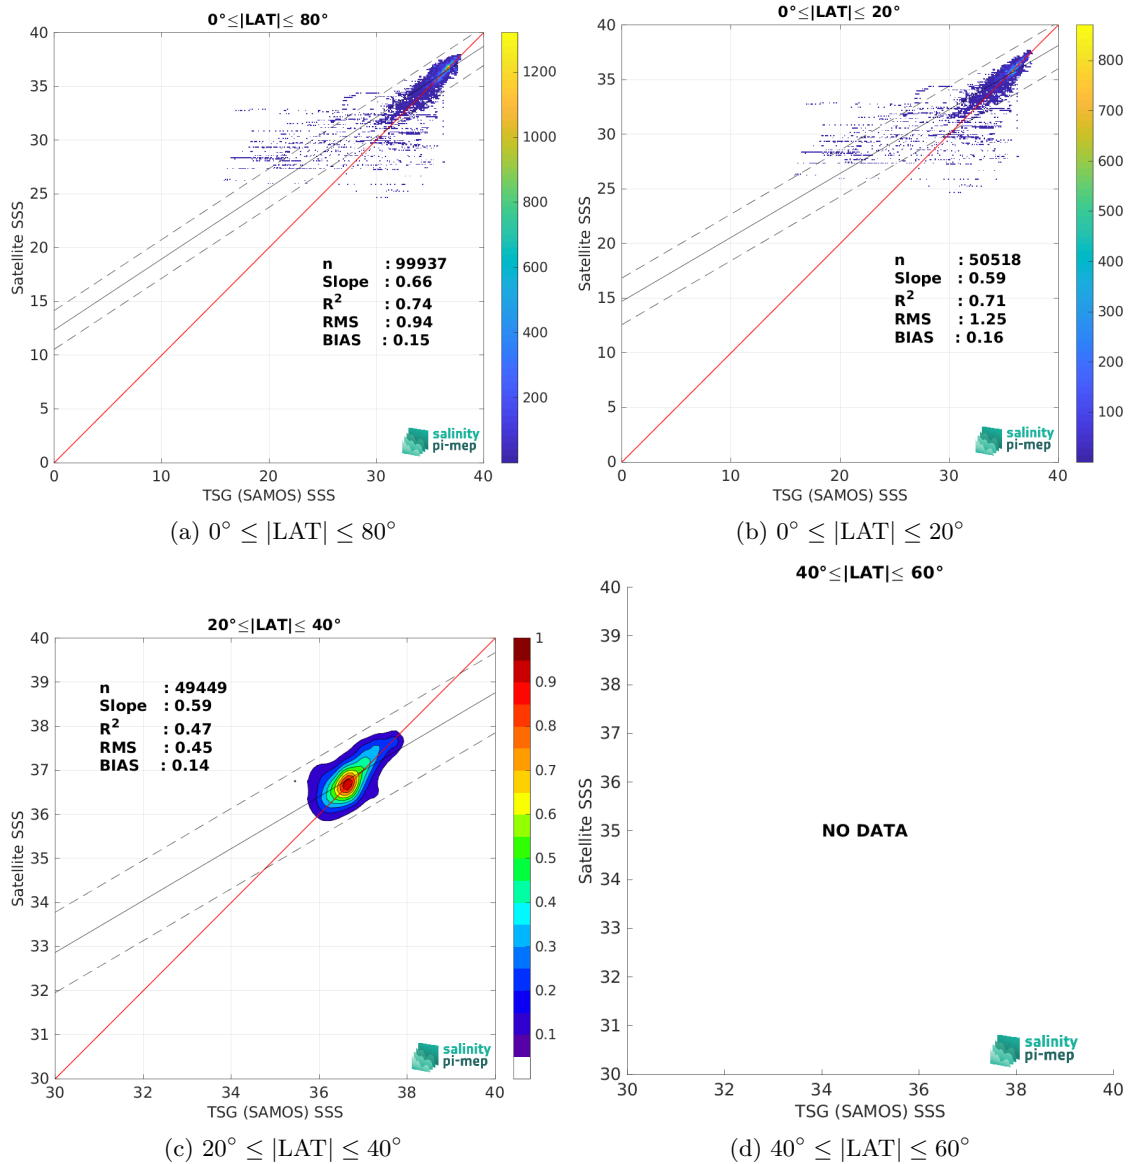 0°≤|LAT|≤ 80°
40
35
30
25
20
15
10
5
0
Satellite SSS
n : 99937
Slope : 0.66
R² : 0.74
RMS : 0.94
BIAS : 0.15
salinity
pi-mep
0 10 20 30 40
TSG (SAMOS) SSS
1200
1000
800
600
400
200
(a) 0° ≤ |LAT| ≤ 80°
0°≤|LAT|≤ 20°
40
35
30
25
20
15
10
5
0
Satellite SSS
n : 50518
Slope : 0.59
R² : 0.71
RMS : 1.25
BIAS : 0.16
salinity
pi-mep
0 10 20 30 40
TSG (SAMOS) SSS
800
700
600
500
400
300
200
100
(b) 0° ≤ |LAT| ≤ 20°
20°≤|LAT|≤ 40°
40
39
38
37
36
35
34
33
32
31
30
Satellite SSS
n : 49449
Slope : 0.59
R² : 0.47
RMS : 0.45
BIAS : 0.14
salinity
pi-mep
30 32 34 36 38 40
TSG (SAMOS) SSS
1
0.9
0.8
0.7
0.6
0.5
0.4
0.3
0.2
0.1
(c) 20° ≤ |LAT| ≤ 40°
40°≤|LAT|≤ 60°
40
39
38
37
36
35
34
33
32
31
30
Satellite SSS
NO DATA
salinity
pi-mep
30 32 34 36 38 40
TSG (SAMOS) SSS
(d) 40° ≤ |LAT| ≤ 60°